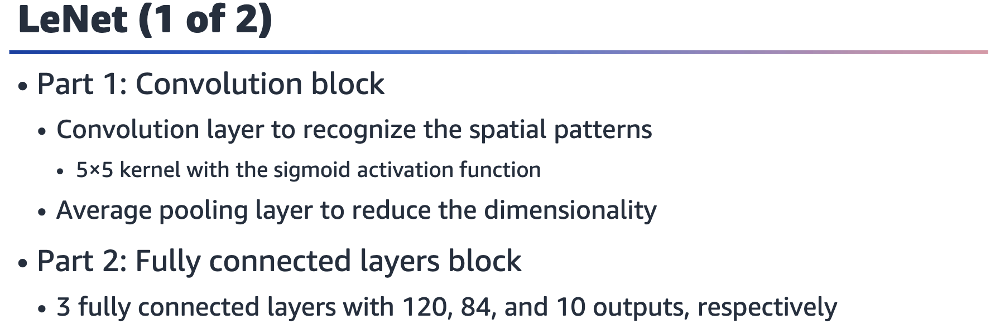 LeNet (1 of 2)
• Part 1: Convolution block
• Convolution layer to recognize the spatial patterns
• 5×5 kernel with the sigmoid activation function
• Average pooling layer to reduce the dimensionality
• Part 2: Fully connected layers block
• 3 fully connected layers with 120, 84, and 10 outputs, respectively